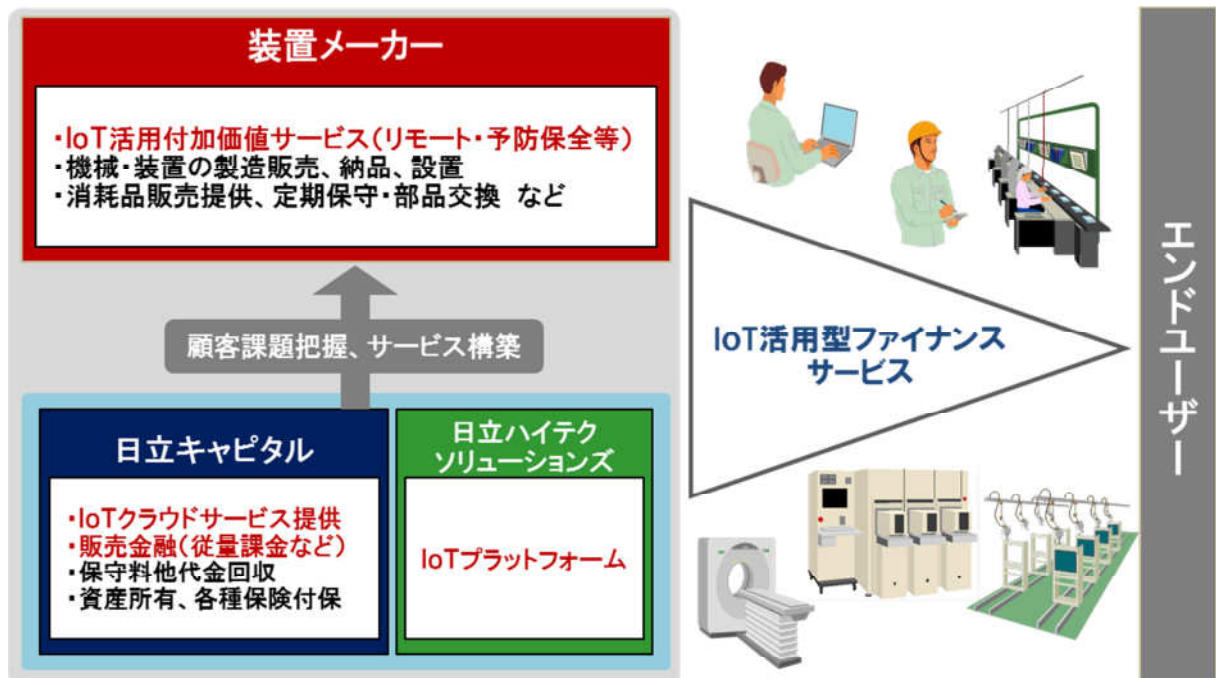 装置メーカー
・IoT活用付加価値サービス(リモート・予防保全等)
・機械・装置の製造販売、納品、設置
・消耗品販売提供、定期保守・部品交換 など
顧客課題把握、サービス構築
日立キャピタル
・IoTクラウドサービス提供
・販売金融(従量課金など)
・保守料他代金回収
・資産所有、各種保険付保
日立ハイテク
ソリューションズ
IoTプラットフォーム
IoT活用型ファイナンス
サービス
エンドユーザー